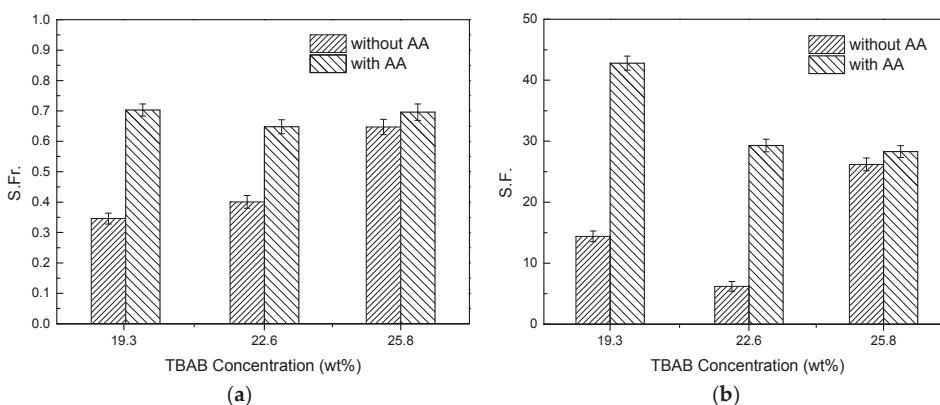 (a)
1.0
0.9
0.8
0.7
0.6
0.5
0.4
0.3
0.2
0.1
0.0
S.Fr.
without AA
with AA
19.3 22.6 25.8
TBAB Concentration (wt%)
(a)
(b)
50
40
30
20
10
0
S.F.
without AA
with AA
19.3 22.6 25.8
TBAB Concentration (wt%)
(b)